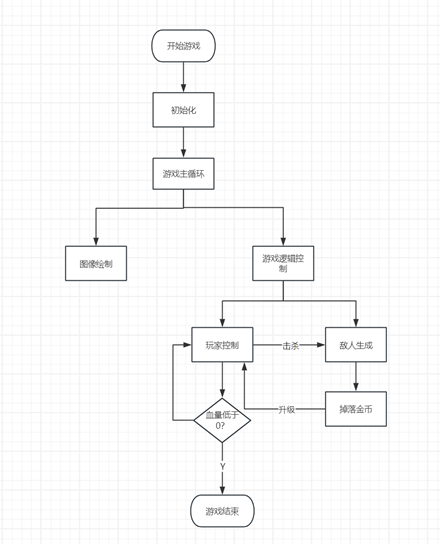 开始游戏
初始化
游戏主循环
图像绘制
游戏逻辑控
制
玩家控制
击杀
敌人生成
血量低于
0?
升级
掉落金币
Y
游戏结束